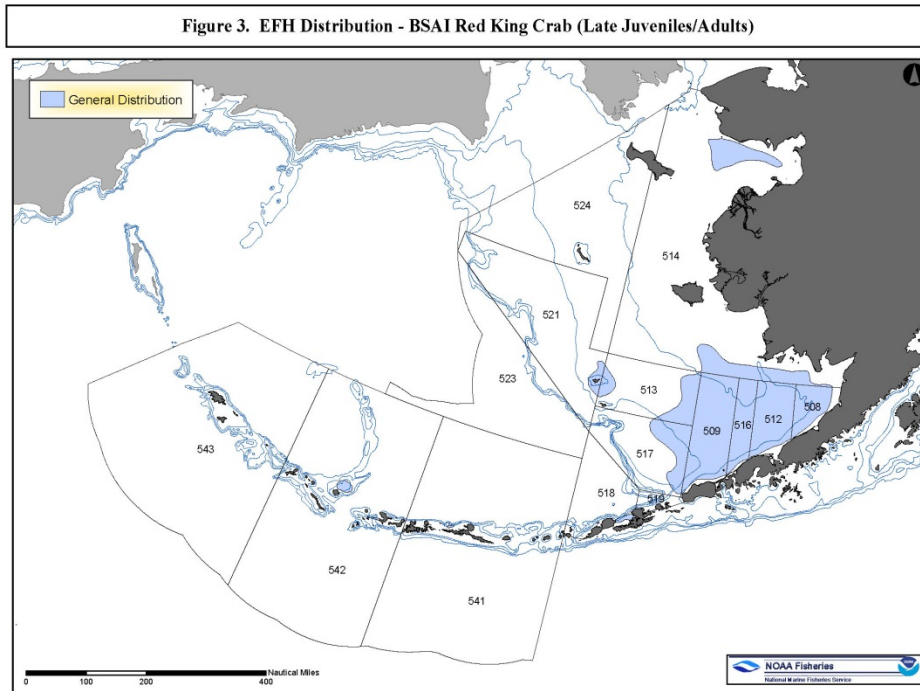 Figure 3. EFH Distribution - BSAI Red King Crab (Late Juveniles/Adults)
General Distribution
524
514
521
523
513
508
509
516
512
517
543
518
519
542
541
Nautical Miles
0 100 200 400
NOAA Fisheries
National Marine Fisheries Service